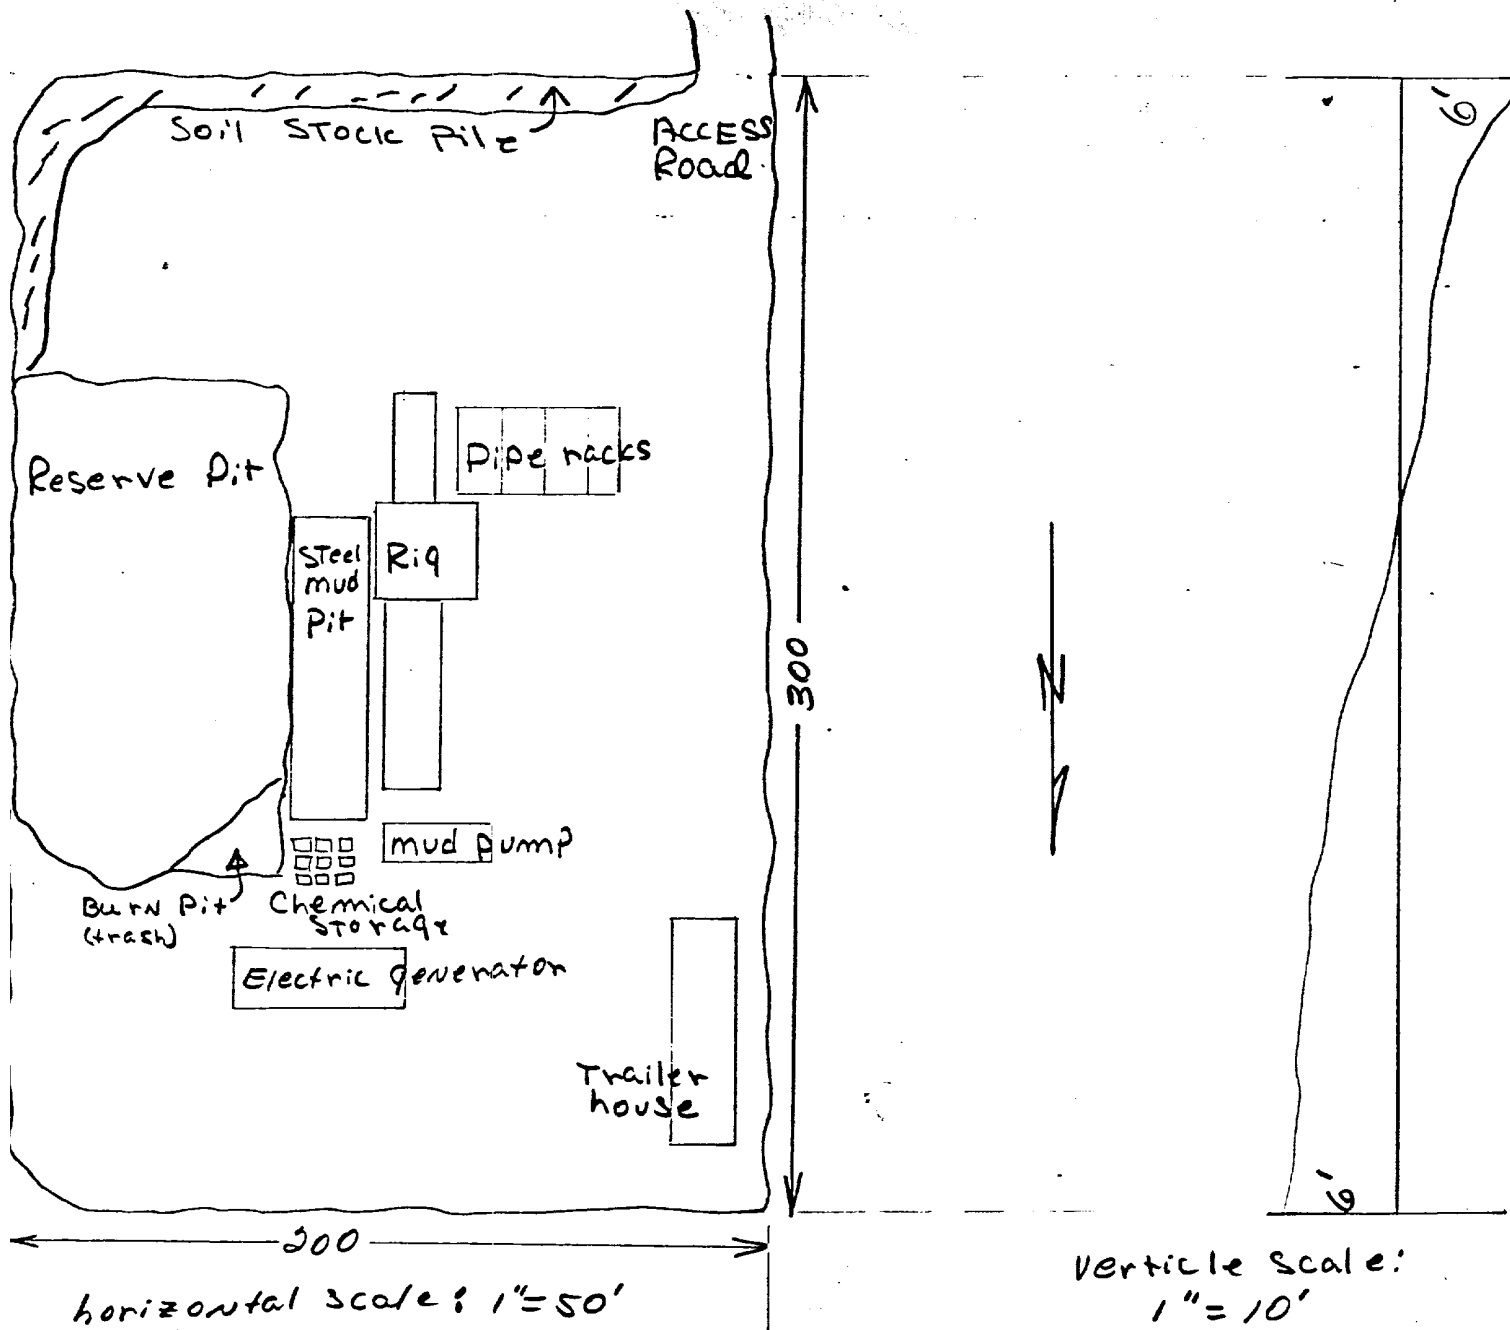 Soil Stock Pile
Access
Road
6'
Reserve Pit
Pipe racks
Steel
mud
Pit
Rig
300
N
mud pump
Burn Pit
(trash)
Chemical
Storage
Electric Generator
Trailer
house
6'
200
horizontal scale: 1"=50'
verticle scale:
1"=10'